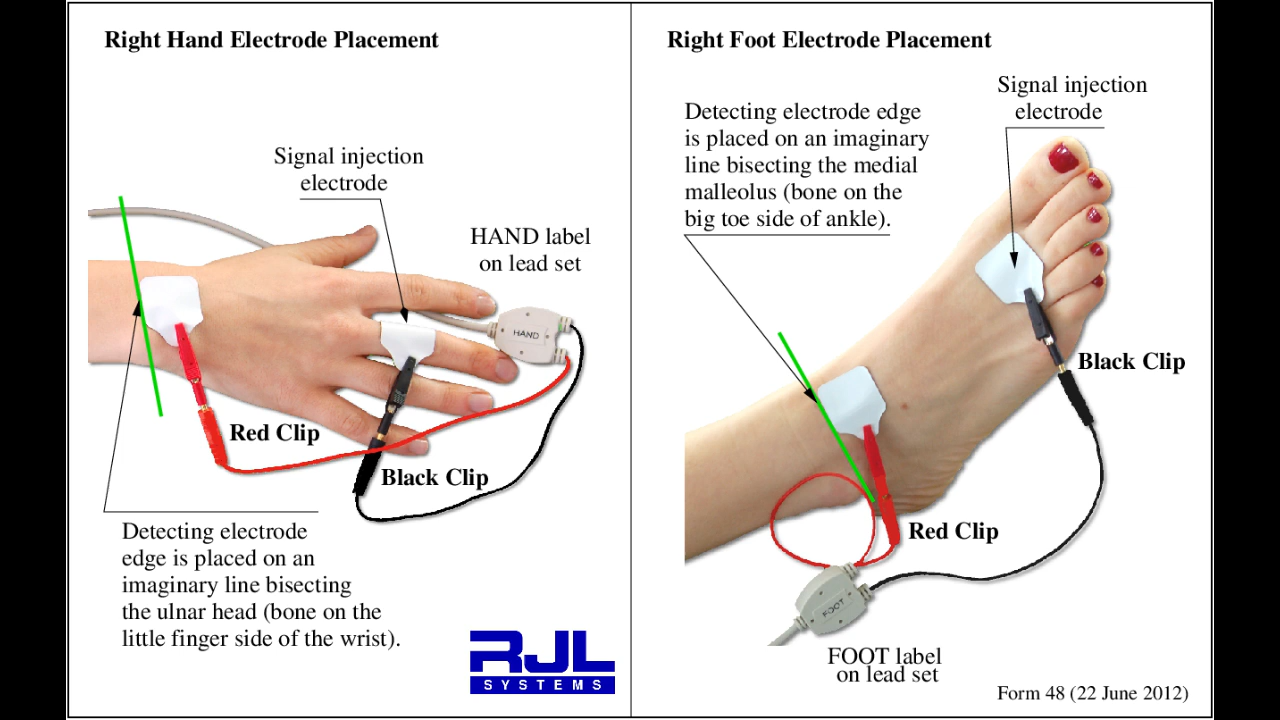 Right Hand Electrode Placement
Signal injection
electrode
HAND label
on lead set
HAND
Red Clip
Black Clip
Detecting electrode
edge is placed on an
imaginary line bisecting
the ulnar head (bone on the
little finger side of the wrist).
RJL
SYSTEMS
Right Foot Electrode Placement
Signal injection
electrode
Detecting electrode edge
is placed on an imaginary
line bisecting the medial
malleolus (bone on the
big toe side of ankle).
Black Clip
Red Clip
FOOT
FOOT label
on lead set
Form 48 (22 June 2012)